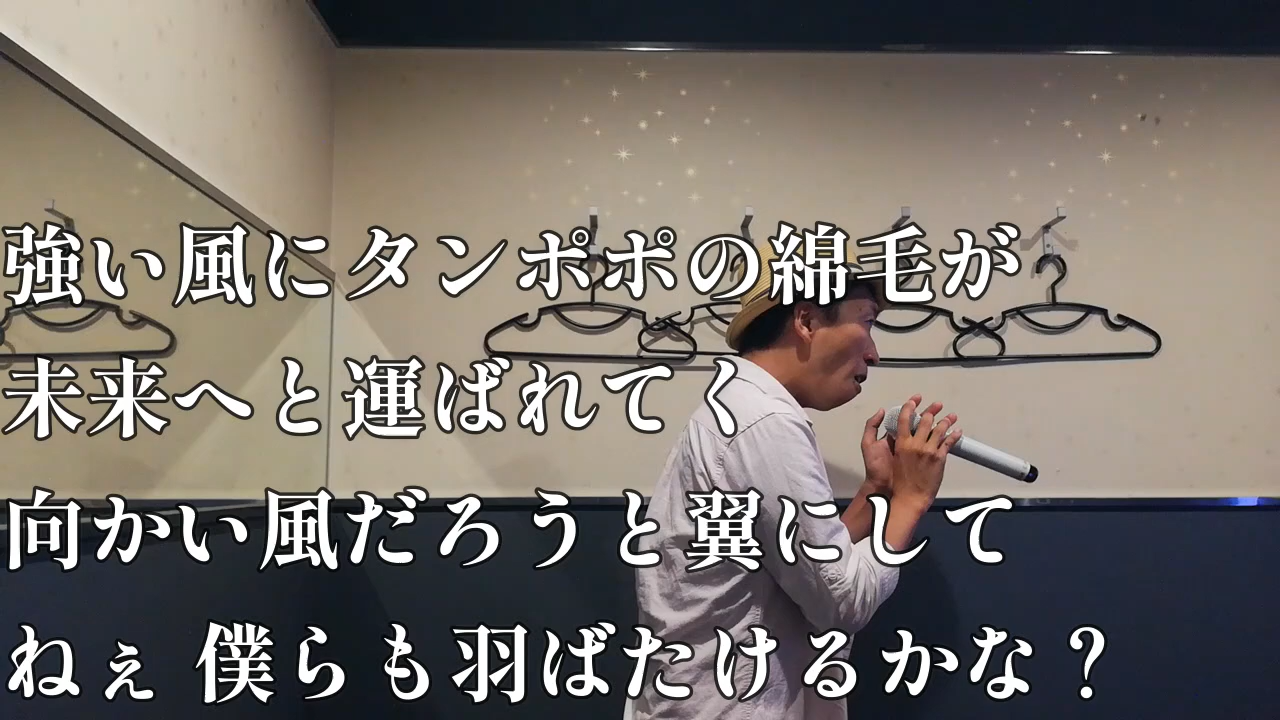 強い風にタンポポの綿毛が
未来へと運ばれてく
向かい風だろうと翼にして
ねぇ 僕らも羽ばたけるかな？